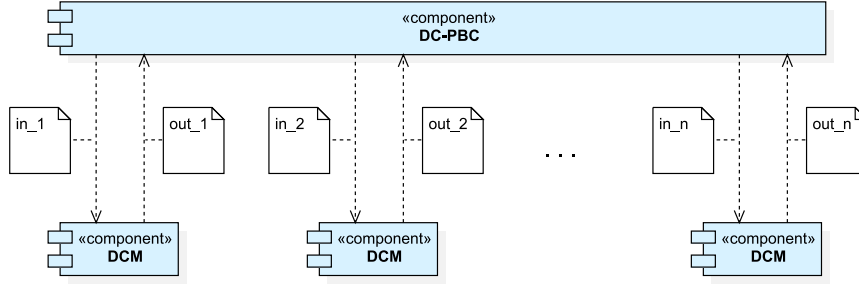 «component»
DC-PBC
in_1
out_1
in_2
out_2
. . .
in_n
out_n
«component»
DCM
«component»
DCM
«component»
DCM